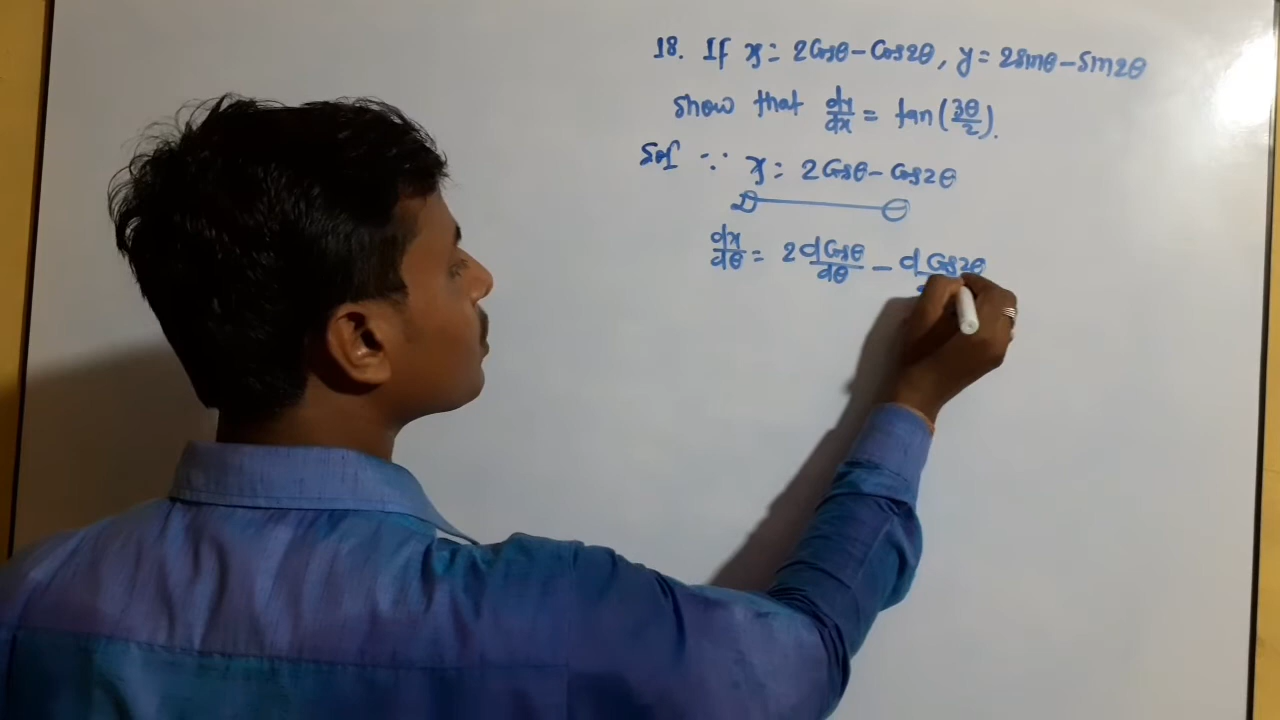 18. If x = 2Cosθ - Cos2θ, y = 2Sinθ - Sin2θ
show that dy/dx = tan(3θ/2).
Sol ∵ x = 2Cosθ - Cos2θ
dx/dθ = 2 dCosθ/dθ - dCos2θ